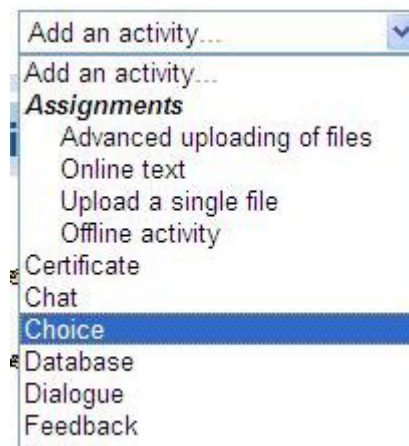 Add an activity...
Add an activity...
Assignments
Advanced uploading of files
Online text
Upload a single file
Offline activity
Certificate
Chat
Choice
Database
Dialogue
Feedback